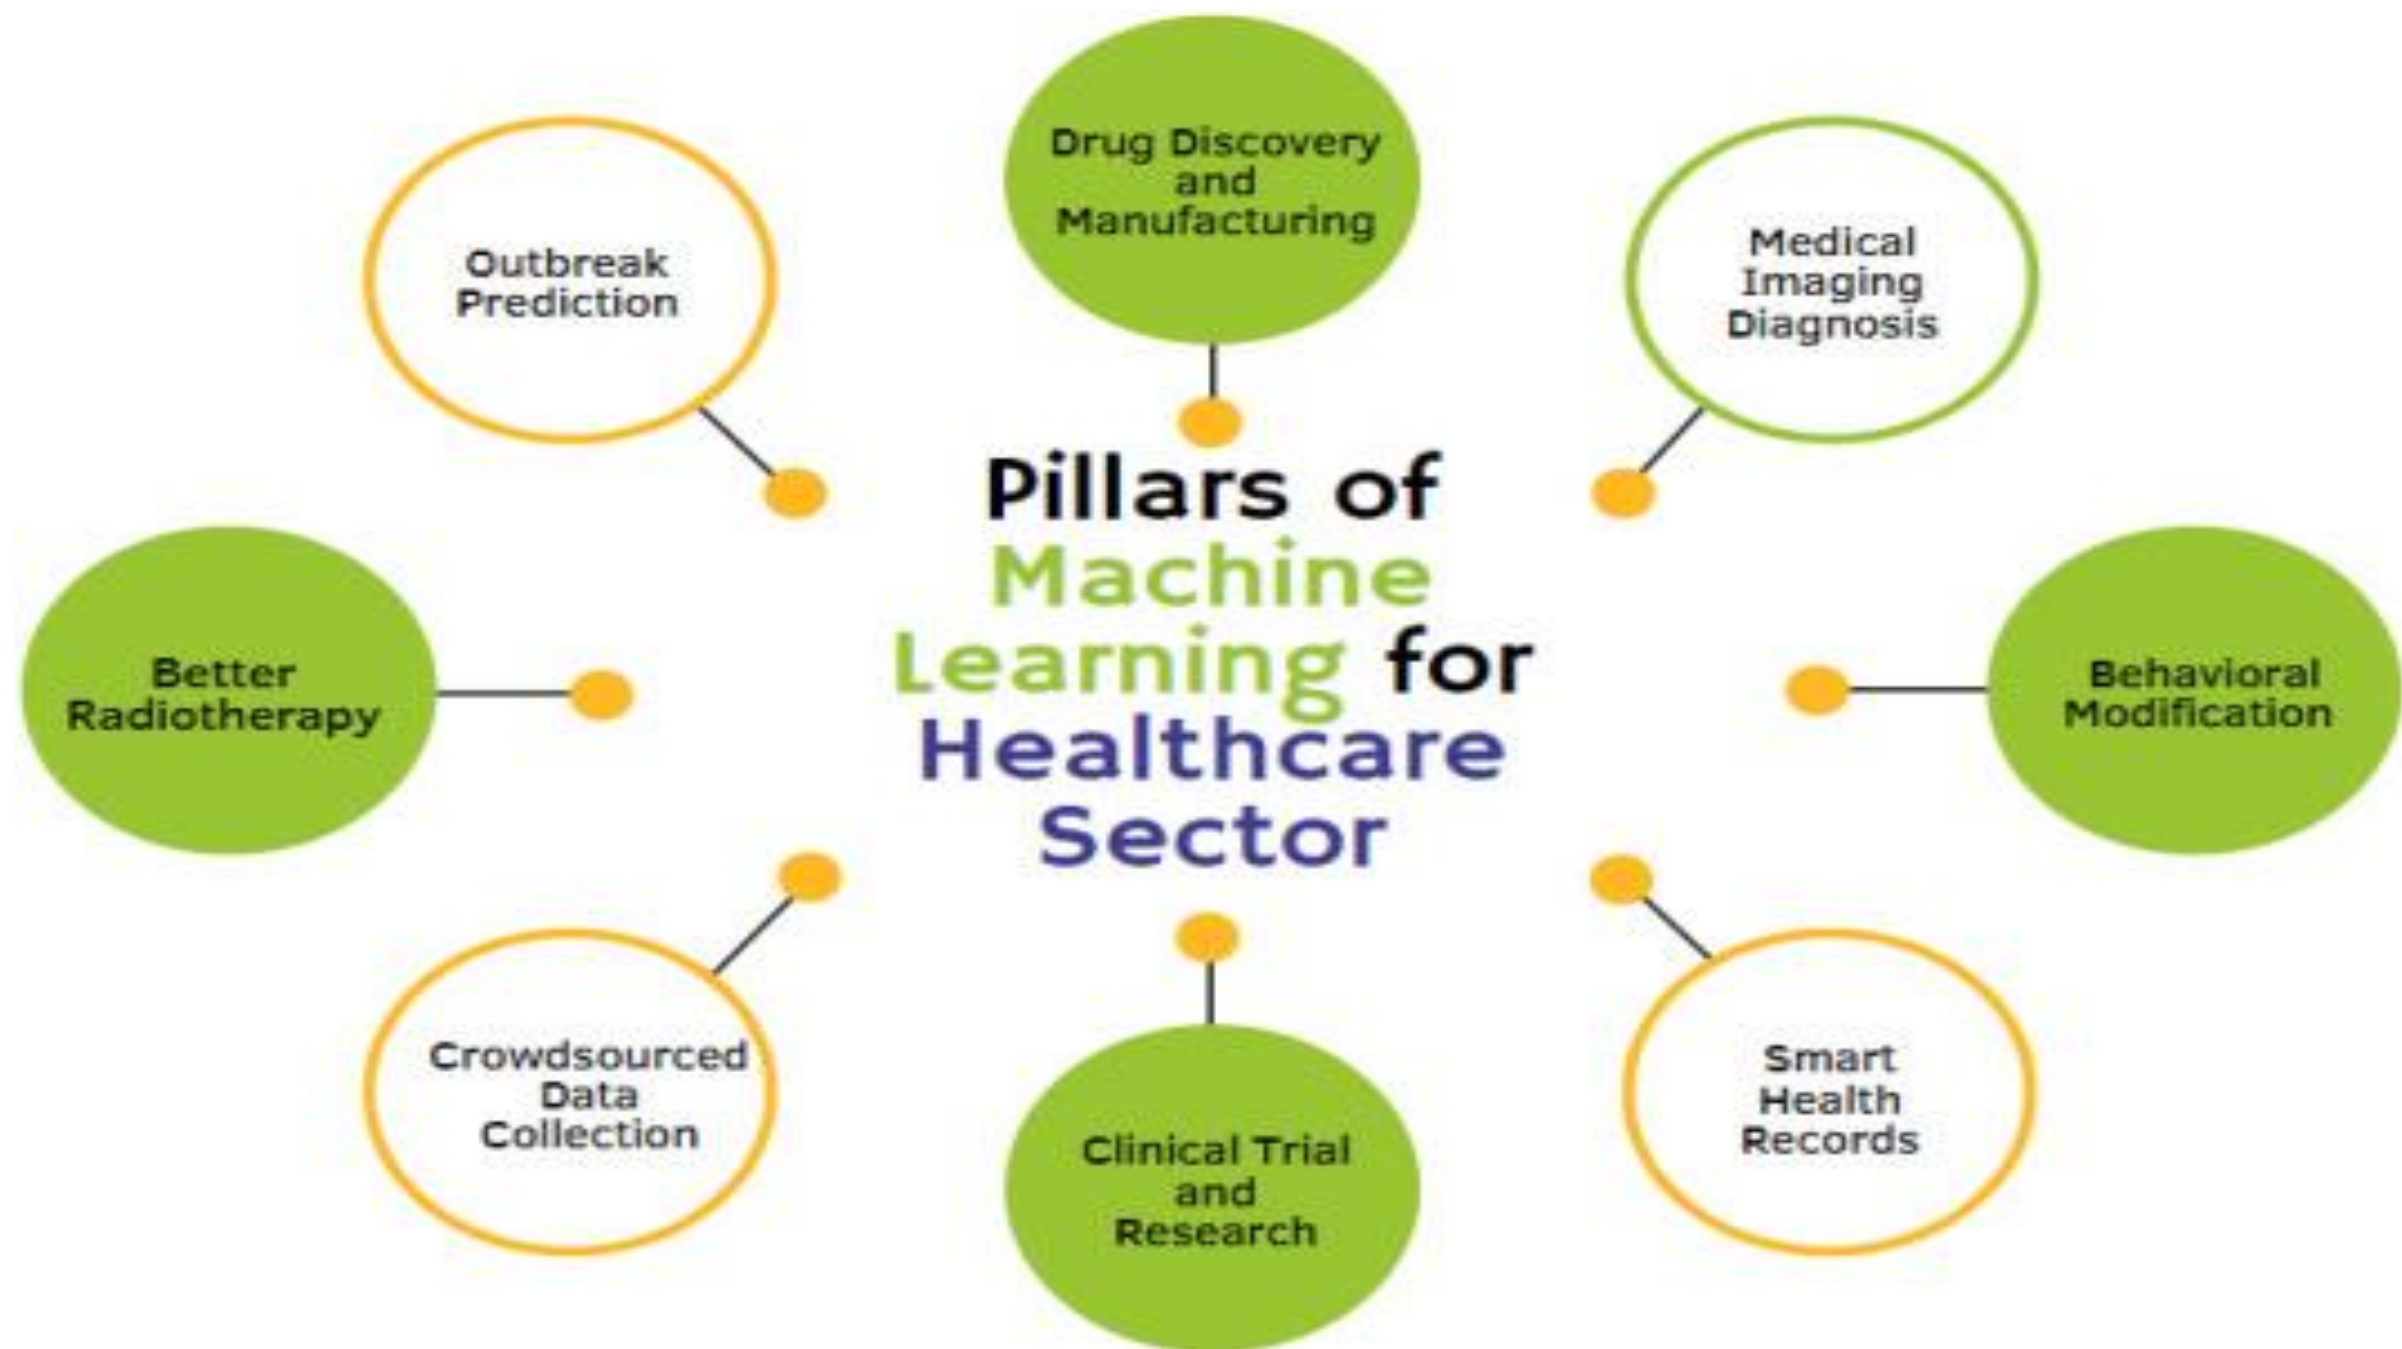 Drug Discovery
and
Manufacturing
Outbreak
Prediction
Medical
Imaging
Diagnosis
Pillars of
Machine
Learning for
Healthcare
Sector
Better
Radiotherapy
Behavioral
Modification
Crowdsourced
Data
Collection
Clinical Trial
and
Research
Smart
Health
Records